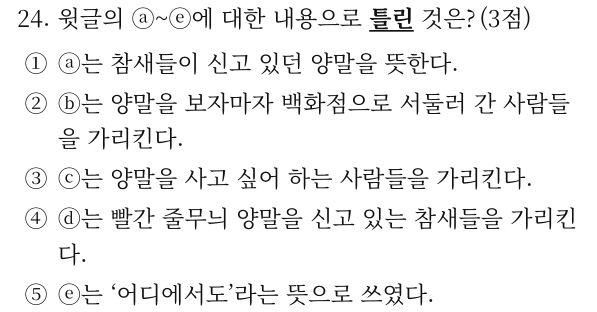 24. 윗글의 ⓐ~ⓔ에 대한 내용으로 틀린 것은? (3점)
① ⓐ는 참새들이 신고 있던 양말을 뜻한다.
② ⓑ는 양말을 보자마자 백화점으로 서둘러 간 사람들
을 가리킨다.
③ ⓒ는 양말을 사고 싶어 하는 사람들을 가리킨다.
④ ⓓ는 빨간 줄무늬 양말을 신고 있는 참새들을 가리킨
다.
⑤ ⓔ는 ‘어디에서도’라는 뜻으로 쓰였다.